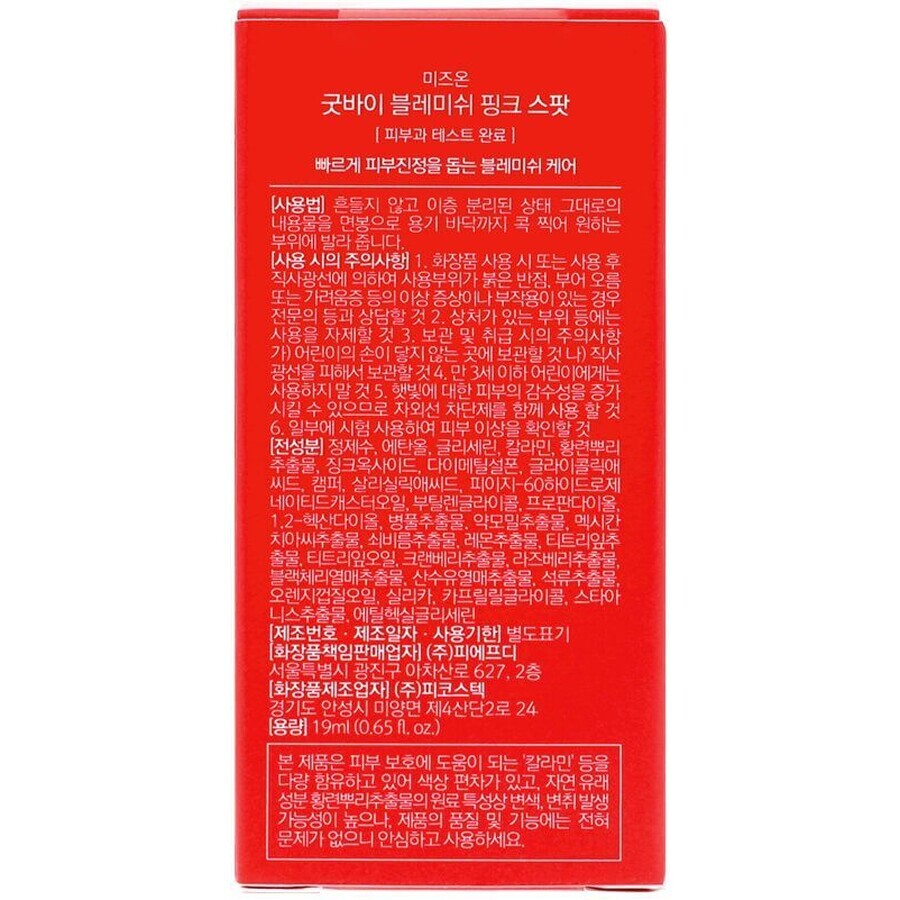 미즈온
굿바이 블레미쉬 핑크 스팟
[ 피부과 테스트 완료 ]
빠르게 피부진정을 돕는 블레미쉬 케어
[사용법] 흔들지 않고 이층 분리된 상태 그대로의
내용물을 면봉으로 용기 바닥까지 콕 찍어 원하는
부위에 발라 줍니다.
[사용 시의 주의사항] 1. 화장품 사용 시 또는 사용 후
직사광선에 의하여 사용부위가 붉은 반점, 부어 오름
또는 가려움증 등의 이상 증상이나 부작용이 있는 경우
전문의 등과 상담할 것 2. 상처가 있는 부위 등에는
사용을 자제할 것 3. 보관 및 취급 시의 주의사항
가) 어린이의 손이 닿지 않는 곳에 보관할 것 나) 직사
광선을 피해서 보관할 것 4. 만 3세 이하 어린이에게는
사용하지 말 것 5. 햇빛에 대한 피부의 감수성을 증가
시킬 수 있으므로 자외선 차단제를 함께 사용 할 것
6. 일부에 시험 사용하여 피부 이상을 확인할 것
[전성분] 정제수, 에탄올, 글리세린, 칼라민, 황련뿌리
추출물, 징크옥사이드, 다이메틸설폰, 글라이콜릭애
씨드, 캠퍼, 살리실릭애씨드, 피이지-60하이드로제
네이티드캐스터오일, 부틸렌글라이콜, 프로판다이올,
1,2-헥산다이올, 병풀추출물, 약모밀추출물, 멕시칸
치아씨추출물, 쇠비름추출물, 레몬추출물, 티트리잎추
출물, 티트리잎오일, 크랜베리추출물, 라즈베리추출물,
블랙체리열매추출물, 산수유열매추출물, 석류추출물,
오렌지껍질오일, 실리카, 카프릴릴글라이콜, 스타아
니스추출물, 에틸헥실글리세린
[제조번호 · 제조일자 · 사용기한] 별도표기
[화장품책임판매업자] (주)피에프디
서울특별시 광진구 아차산로 627, 2층
[화장품제조업자] (주)피코스텍
경기도 안성시 미양면 제4산단2로 24
[용량] 19ml (0.65 fl. oz.)
본 제품은 피부 보호에 도움이 되는 '칼라민' 등을
다량 함유하고 있어 색상 편차가 있고, 자연 유래
성분 황련뿌리추출물의 원료 특성상 변색, 변취 발생
가능성이 높으나, 제품의 품질 및 기능에는 전혀
문제가 없으니 안심하고 사용하세요.